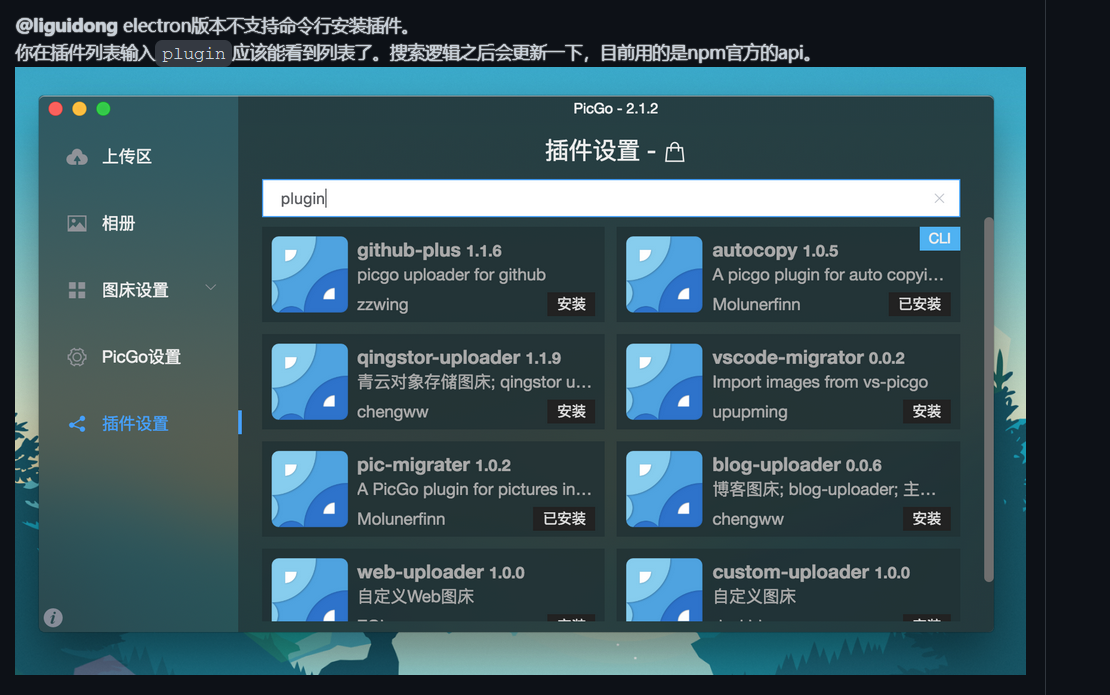 @liguidong electron版本不支持命令行安装插件。
你在插件列表输入 plugin 应该能看到列表了。搜索逻辑之后会更新一下，目前用的是npm官方的api。
PicGo - 2.1.2
上传区
相册
图床设置
PicGo设置
插件设置
插件设置 -
plugin
github-plus 1.1.6
picgo uploader for github
zzwing
安装
CLI
autocopy 1.0.5
A picgo plugin for auto copyi...
Molunerfinn
已安装
qingstor-uploader 1.1.9
青云对象存储图床; qingstor u...
chengww
安装
vscode-migrator 0.0.2
Import images from vs-picgo
upupming
安装
pic-migrater 1.0.2
A PicGo plugin for pictures in...
Molunerfinn
已安装
blog-uploader 0.0.6
博客图床; blog-uploader; 主...
chengww
安装
web-uploader 1.0.0
自定义Web图床
custom-uploader 1.0.0
自定义图床